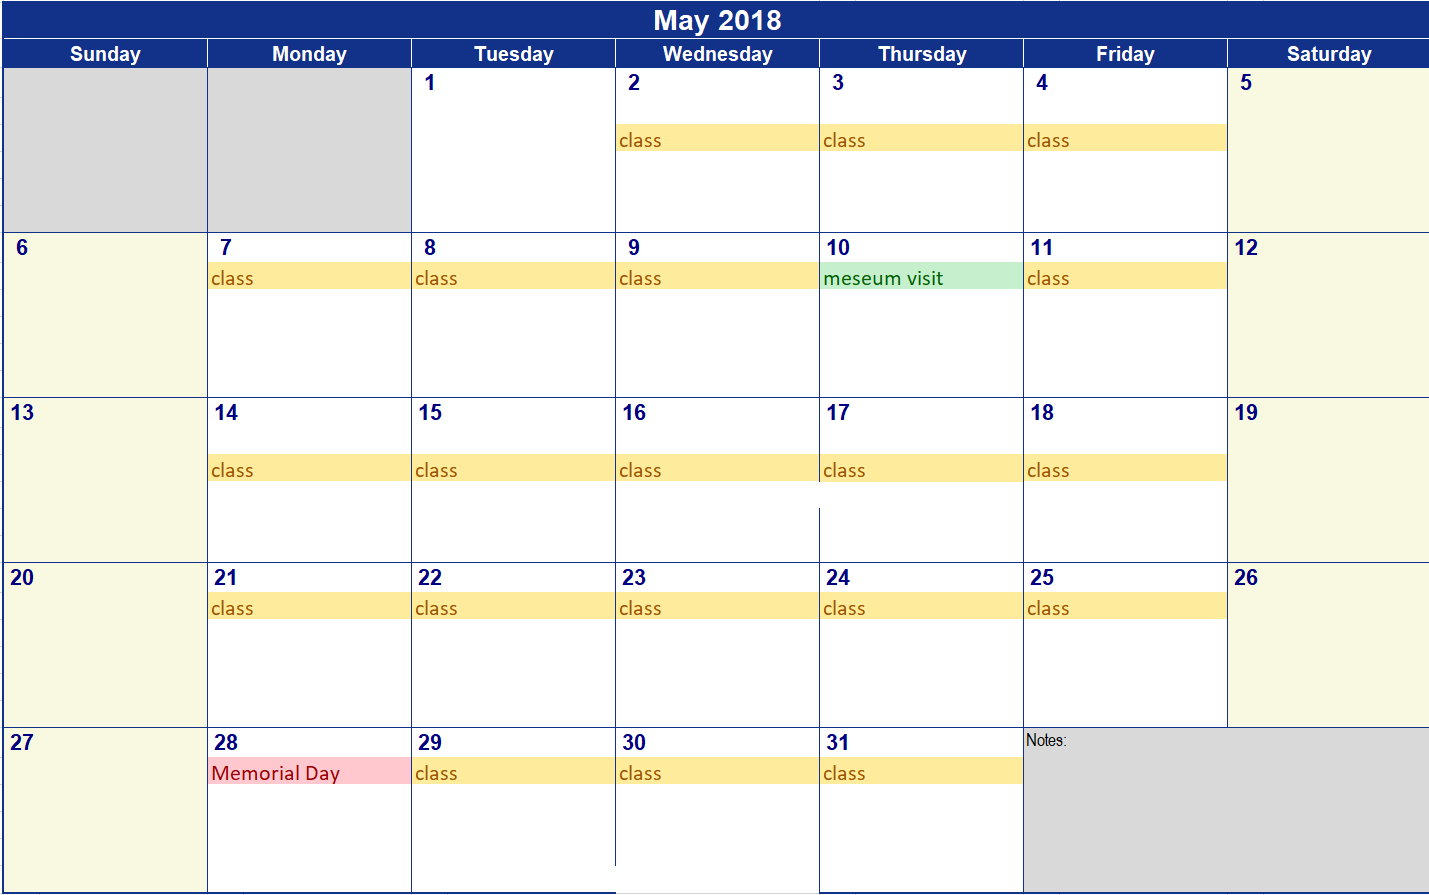 May 2018
Sunday Monday Tuesday Wednesday Thursday Friday Saturday
1 2 3 4 5
class class class
6 7 8 9 10 11 12
class class class meseum visit class
13 14 15 16 17 18 19
class class class class class
20 21 22 23 24 25 26
class class class class class
27 28 29 30 31 Notes:
Memorial Day class class class